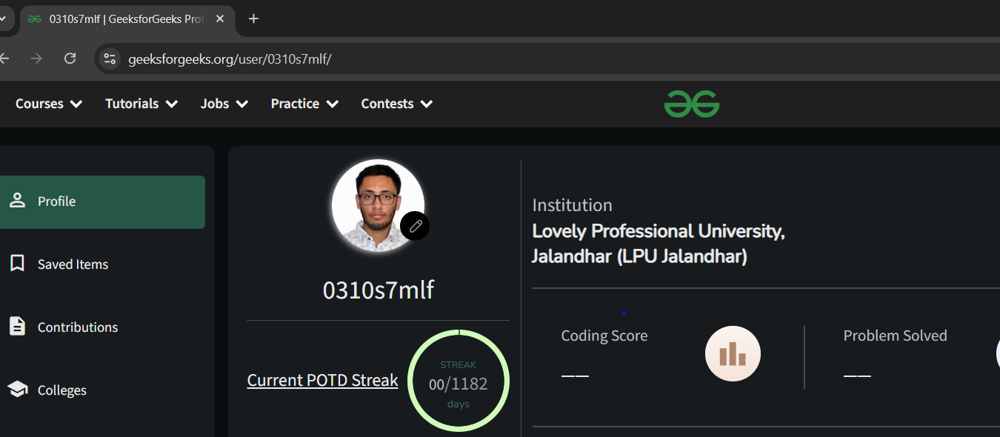 0310s7mlf | GeeksforGeeks Prof
geeksforgeeks.org/user/0310s7mlf/
Courses Tutorials Jobs Practice Contests
Profile
Saved Items
Contributions
Colleges
0310s7mlf
Current POTD Streak
STREAK
00/1182
days
Institution
Lovely Professional University,
Jalandhar (LPU Jalandhar)
Coding Score
__
Problem Solved
__